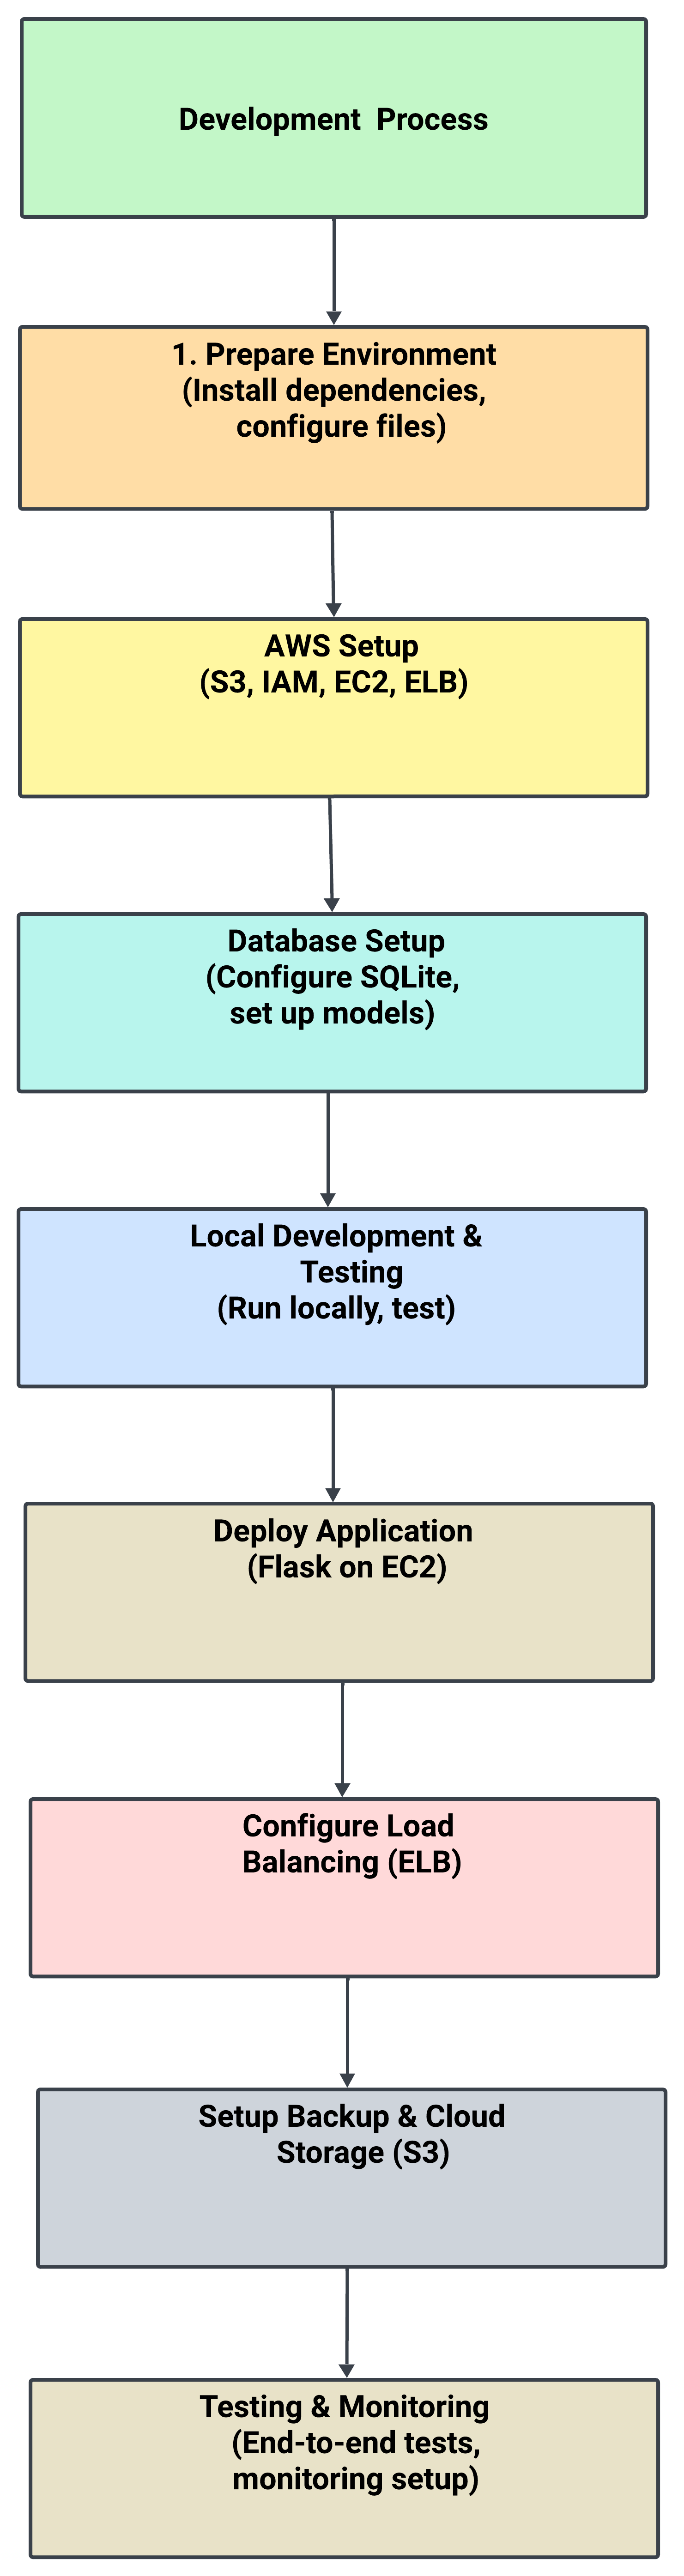 Development Process
1. Prepare Environment
(Install dependencies,
configure files)
AWS Setup
(S3, IAM, EC2, ELB)
Database Setup
(Configure SQLite,
set up models)
Local Development &
Testing
(Run locally, test)
Deploy Application
(Flask on EC2)
Configure Load
Balancing (ELB)
Setup Backup & Cloud
Storage (S3)
Testing & Monitoring
(End-to-end tests,
monitoring setup)